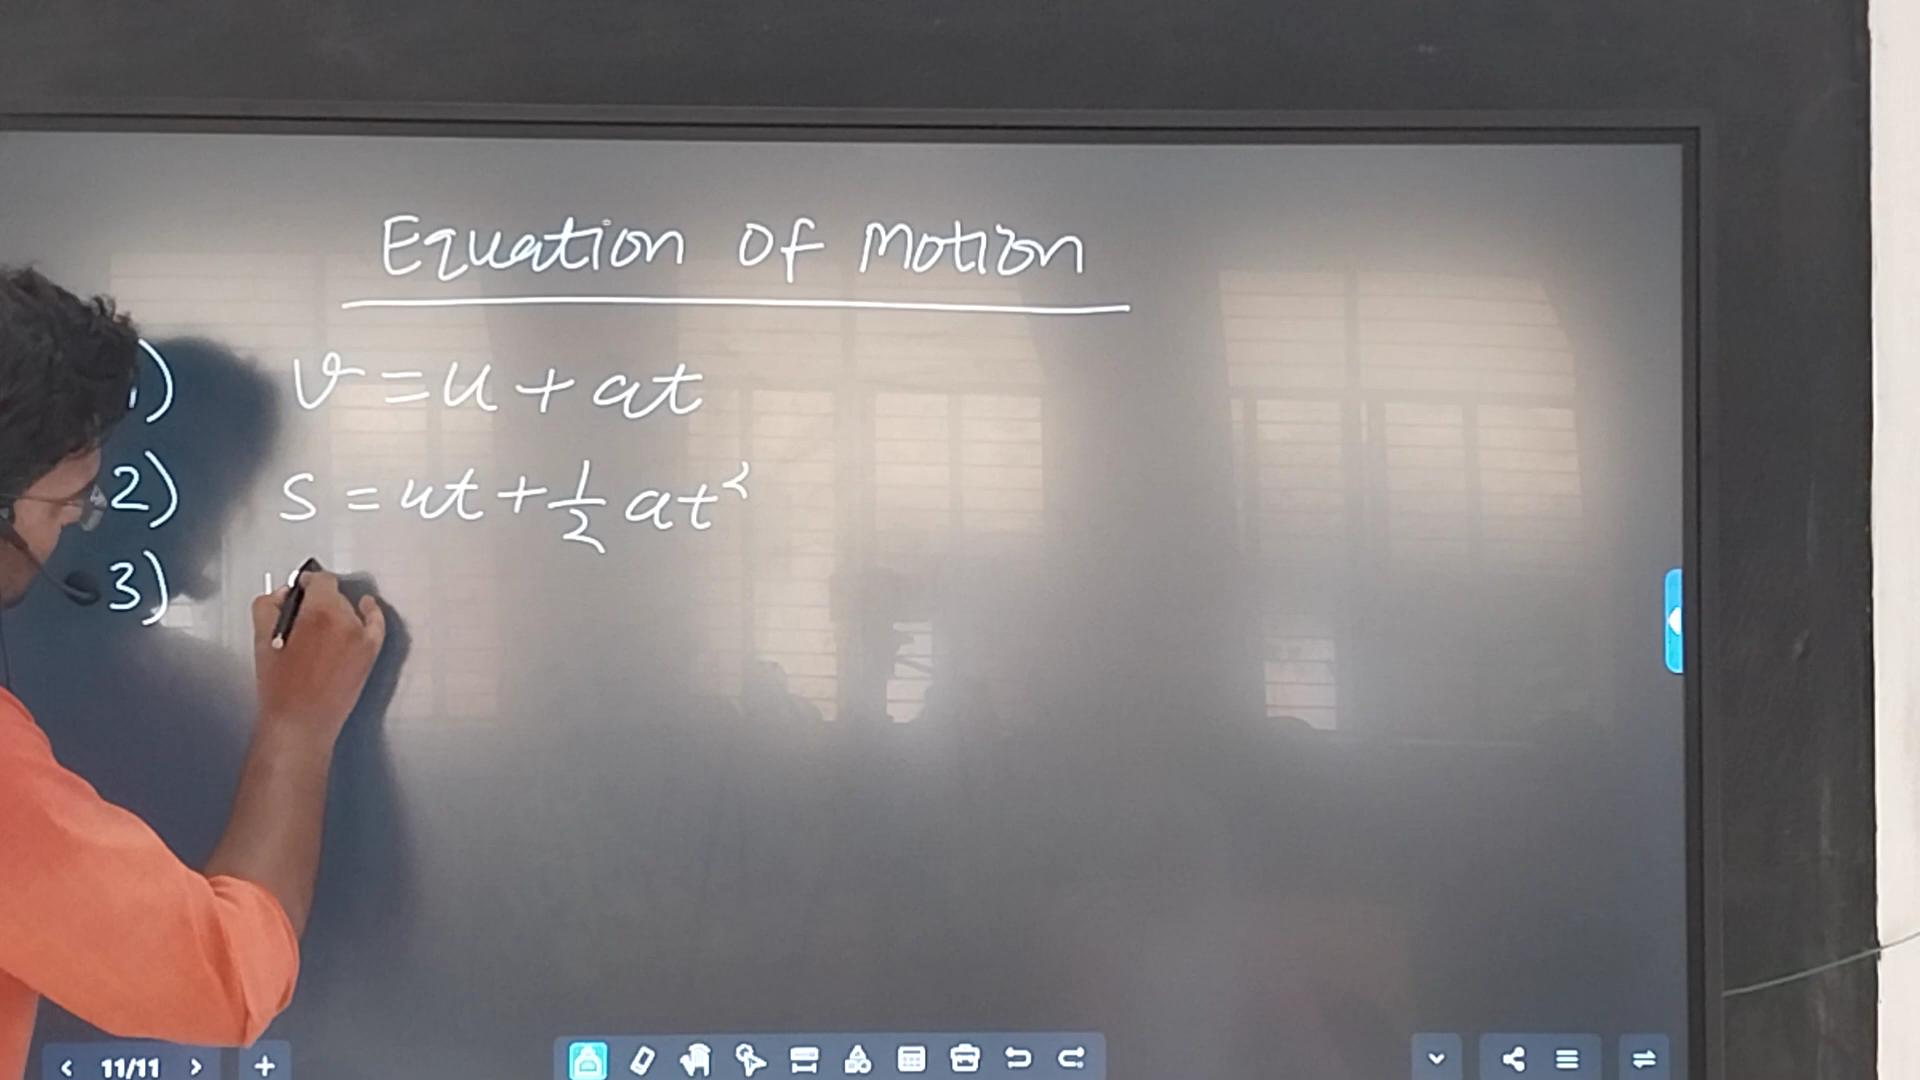 Equation of Motion
1) v = u + at
2) s = ut + 1/2 at²
3)
11/11